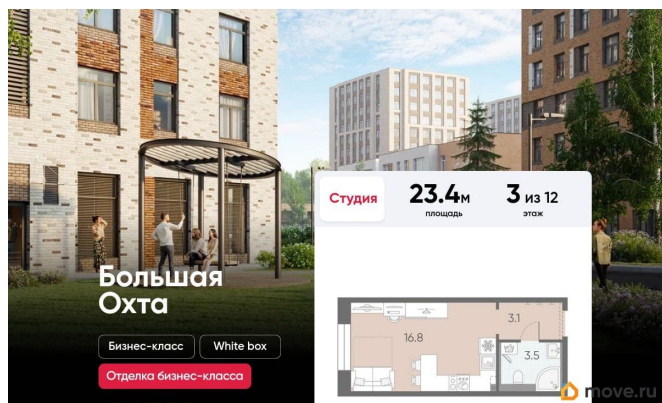 Студия
23.4м
площадь
3 из 12
этаж
Большая
Охта
Бизнес-класс
White box
Отделка бизнес-класса
16.8
3.1
3.5
move.ru